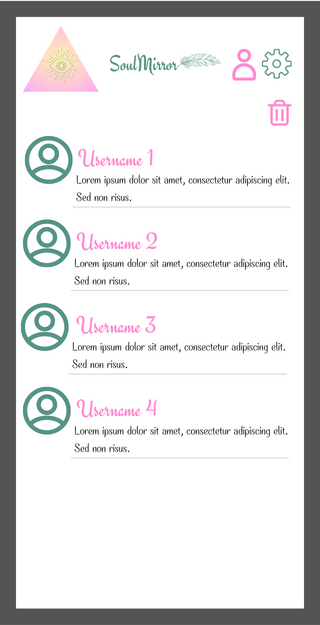 SoulMirror
Username 1
Lorem ipsum dolor sit amet, consectetur adipiscing elit.
Sed non risus.
Username 2
Lorem ipsum dolor sit amet, consectetur adipiscing elit.
Sed non risus.
Username 3
Lorem ipsum dolor sit amet, consectetur adipiscing elit.
Sed non risus.
Username 4
Lorem ipsum dolor sit amet, consectetur adipiscing elit.
Sed non risus.